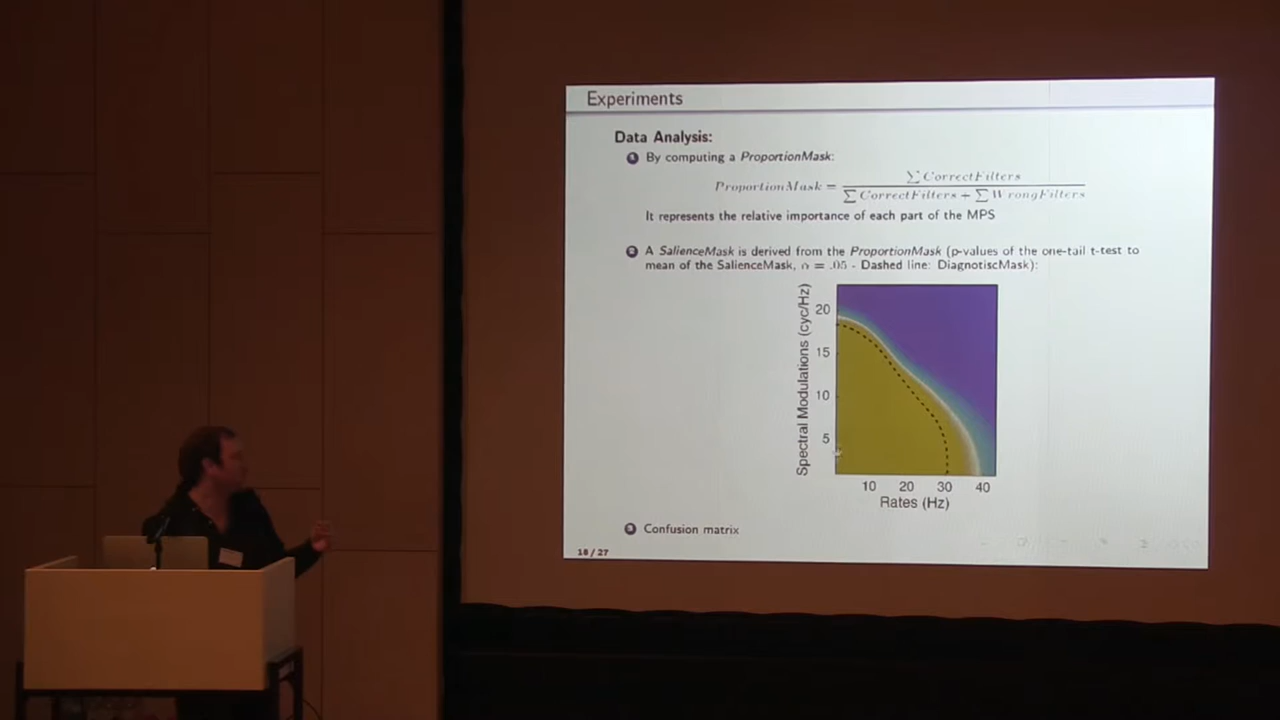 Experiments
Data Analysis:
1 By computing a ProportionMask:
ProportionMask = ∑ CorrectFilters / ∑ CorrectFilters + ∑ WrongFilters
It represents the relative importance of each part of the MPS
2 A SalienceMask is derived from the ProportionMask (p-values of the one-tail t-test to
mean of the SalienceMask, α = .05 - Dashed line: DiagnotiscMask):
Spectral Modulations (cyc/Hz)
20
15
10
5
10 20 30 40
Rates (Hz)
3 Confusion matrix
18 / 27